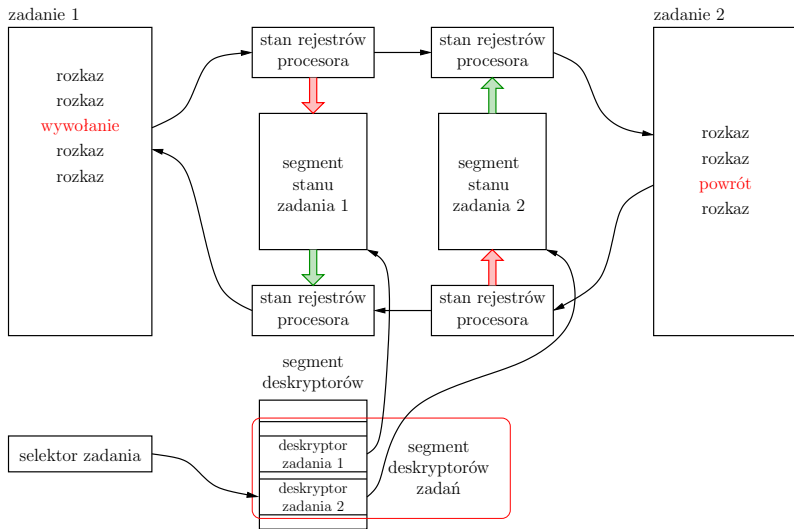 zadanie 1
rozkaz
rozkaz
wywołanie
rozkaz
rozkaz
stan rejestrów
procesora
stan rejestrów
procesora
zadanie 2
rozkaz
rozkaz
powrót
rozkaz
segment
stanu
zadania 1
segment
stanu
zadania 2
stan rejestrów
procesora
stan rejestrów
procesora
segment
deskryptorów
selektor zadania
deskryptor
zadania 1
deskryptor
zadania 2
segment
deskryptorów
zadań